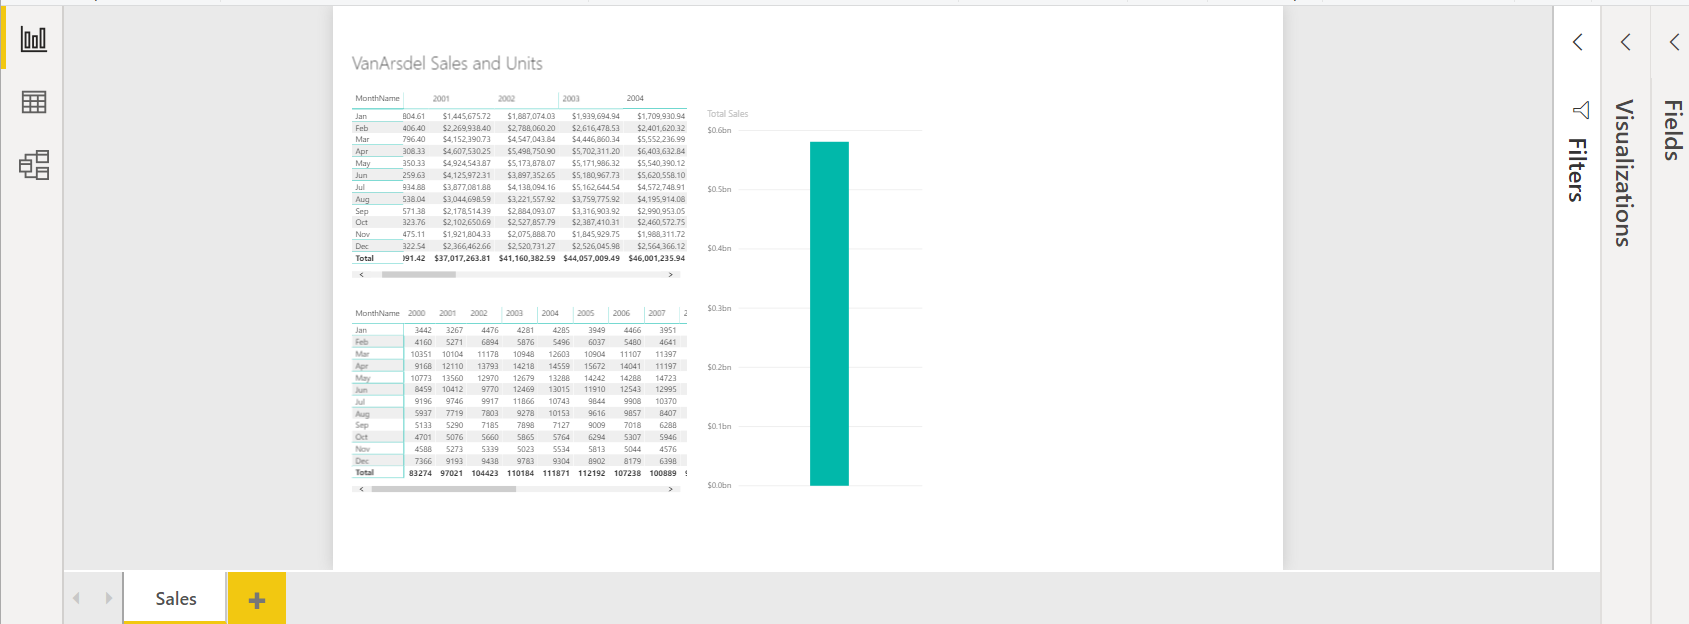 VanArsdel Sales and Units
MonthName 2001 2002 2003 2004
Jan 804.61 $1,445,675.72 $1,887,074.03 $1,939,694.94 $1,709,930.94
Feb 406.40 $2,269,938.40 $2,788,060.20 $2,616,478.53 $2,401,620.32
Mar 796.40 $4,152,390.73 $4,547,043.84 $4,446,860.34 $5,552,236.99
Apr 308.33 $4,607,530.25 $5,498,750.90 $5,702,311.20 $6,403,632.84
May 350.33 $4,924,543.87 $5,173,878.07 $5,171,986.32 $5,540,390.12
Jun 259.63 $4,125,972.31 $3,897,352.65 $5,180,967.73 $5,620,558.10
Jul 934.88 $3,877,081.88 $4,138,094.16 $5,162,644.54 $4,572,748.91
Aug 538.04 $3,044,698.59 $3,221,557.92 $3,759,775.92 $4,195,914.08
Sep 571.38 $2,178,514.39 $2,884,093.07 $3,316,903.92 $2,990,953.05
Oct 323.76 $2,102,650.69 $2,527,857.79 $2,387,410.31 $2,460,572.75
Nov 475.11 $1,921,804.33 $2,075,888.70 $1,845,929.75 $1,988,311.72
Dec 322.54 $2,366,462.66 $2,520,731.27 $2,526,045.98 $2,564,366.12
Total 91.42 $37,017,263.81 $41,160,382.59 $44,057,009.49 $46,001,235.94
MonthName 2000 2001 2002 2003 2004 2005 2006 2007 2
Jan 3442 3267 4476 4281 4285 3949 4466 3951
Feb 4160 5271 6894 5876 5496 6037 5480 4641
Mar 10351 10104 11178 10948 12603 10904 11107 11397
Apr 9168 12110 13793 14218 14559 15672 14041 11197
May 10773 13560 12970 12679 13288 14242 14288 14723
Jun 8459 10412 9770 12469 13015 11910 12543 12995
Jul 9196 9746 9917 11866 10743 9844 9908 10370
Aug 5937 7719 7803 9278 10153 9616 9857 8407
Sep 5133 5290 7185 7898 7127 9009 7018 6288
Oct 4701 5076 5660 5865 5764 6294 5307 5946
Nov 4588 5273 5339 5023 5534 5813 5044 4576
Dec 7366 9193 9438 9783 9304 8902 8179 6398
Total 83274 97021 104423 110184 111871 112192 107238 100889
Total Sales
$0.6bn
$0.5bn
$0.4bn
$0.3bn
$0.2bn
$0.1bn
$0.0bn
Filters
Visualizations
Fields
Sales